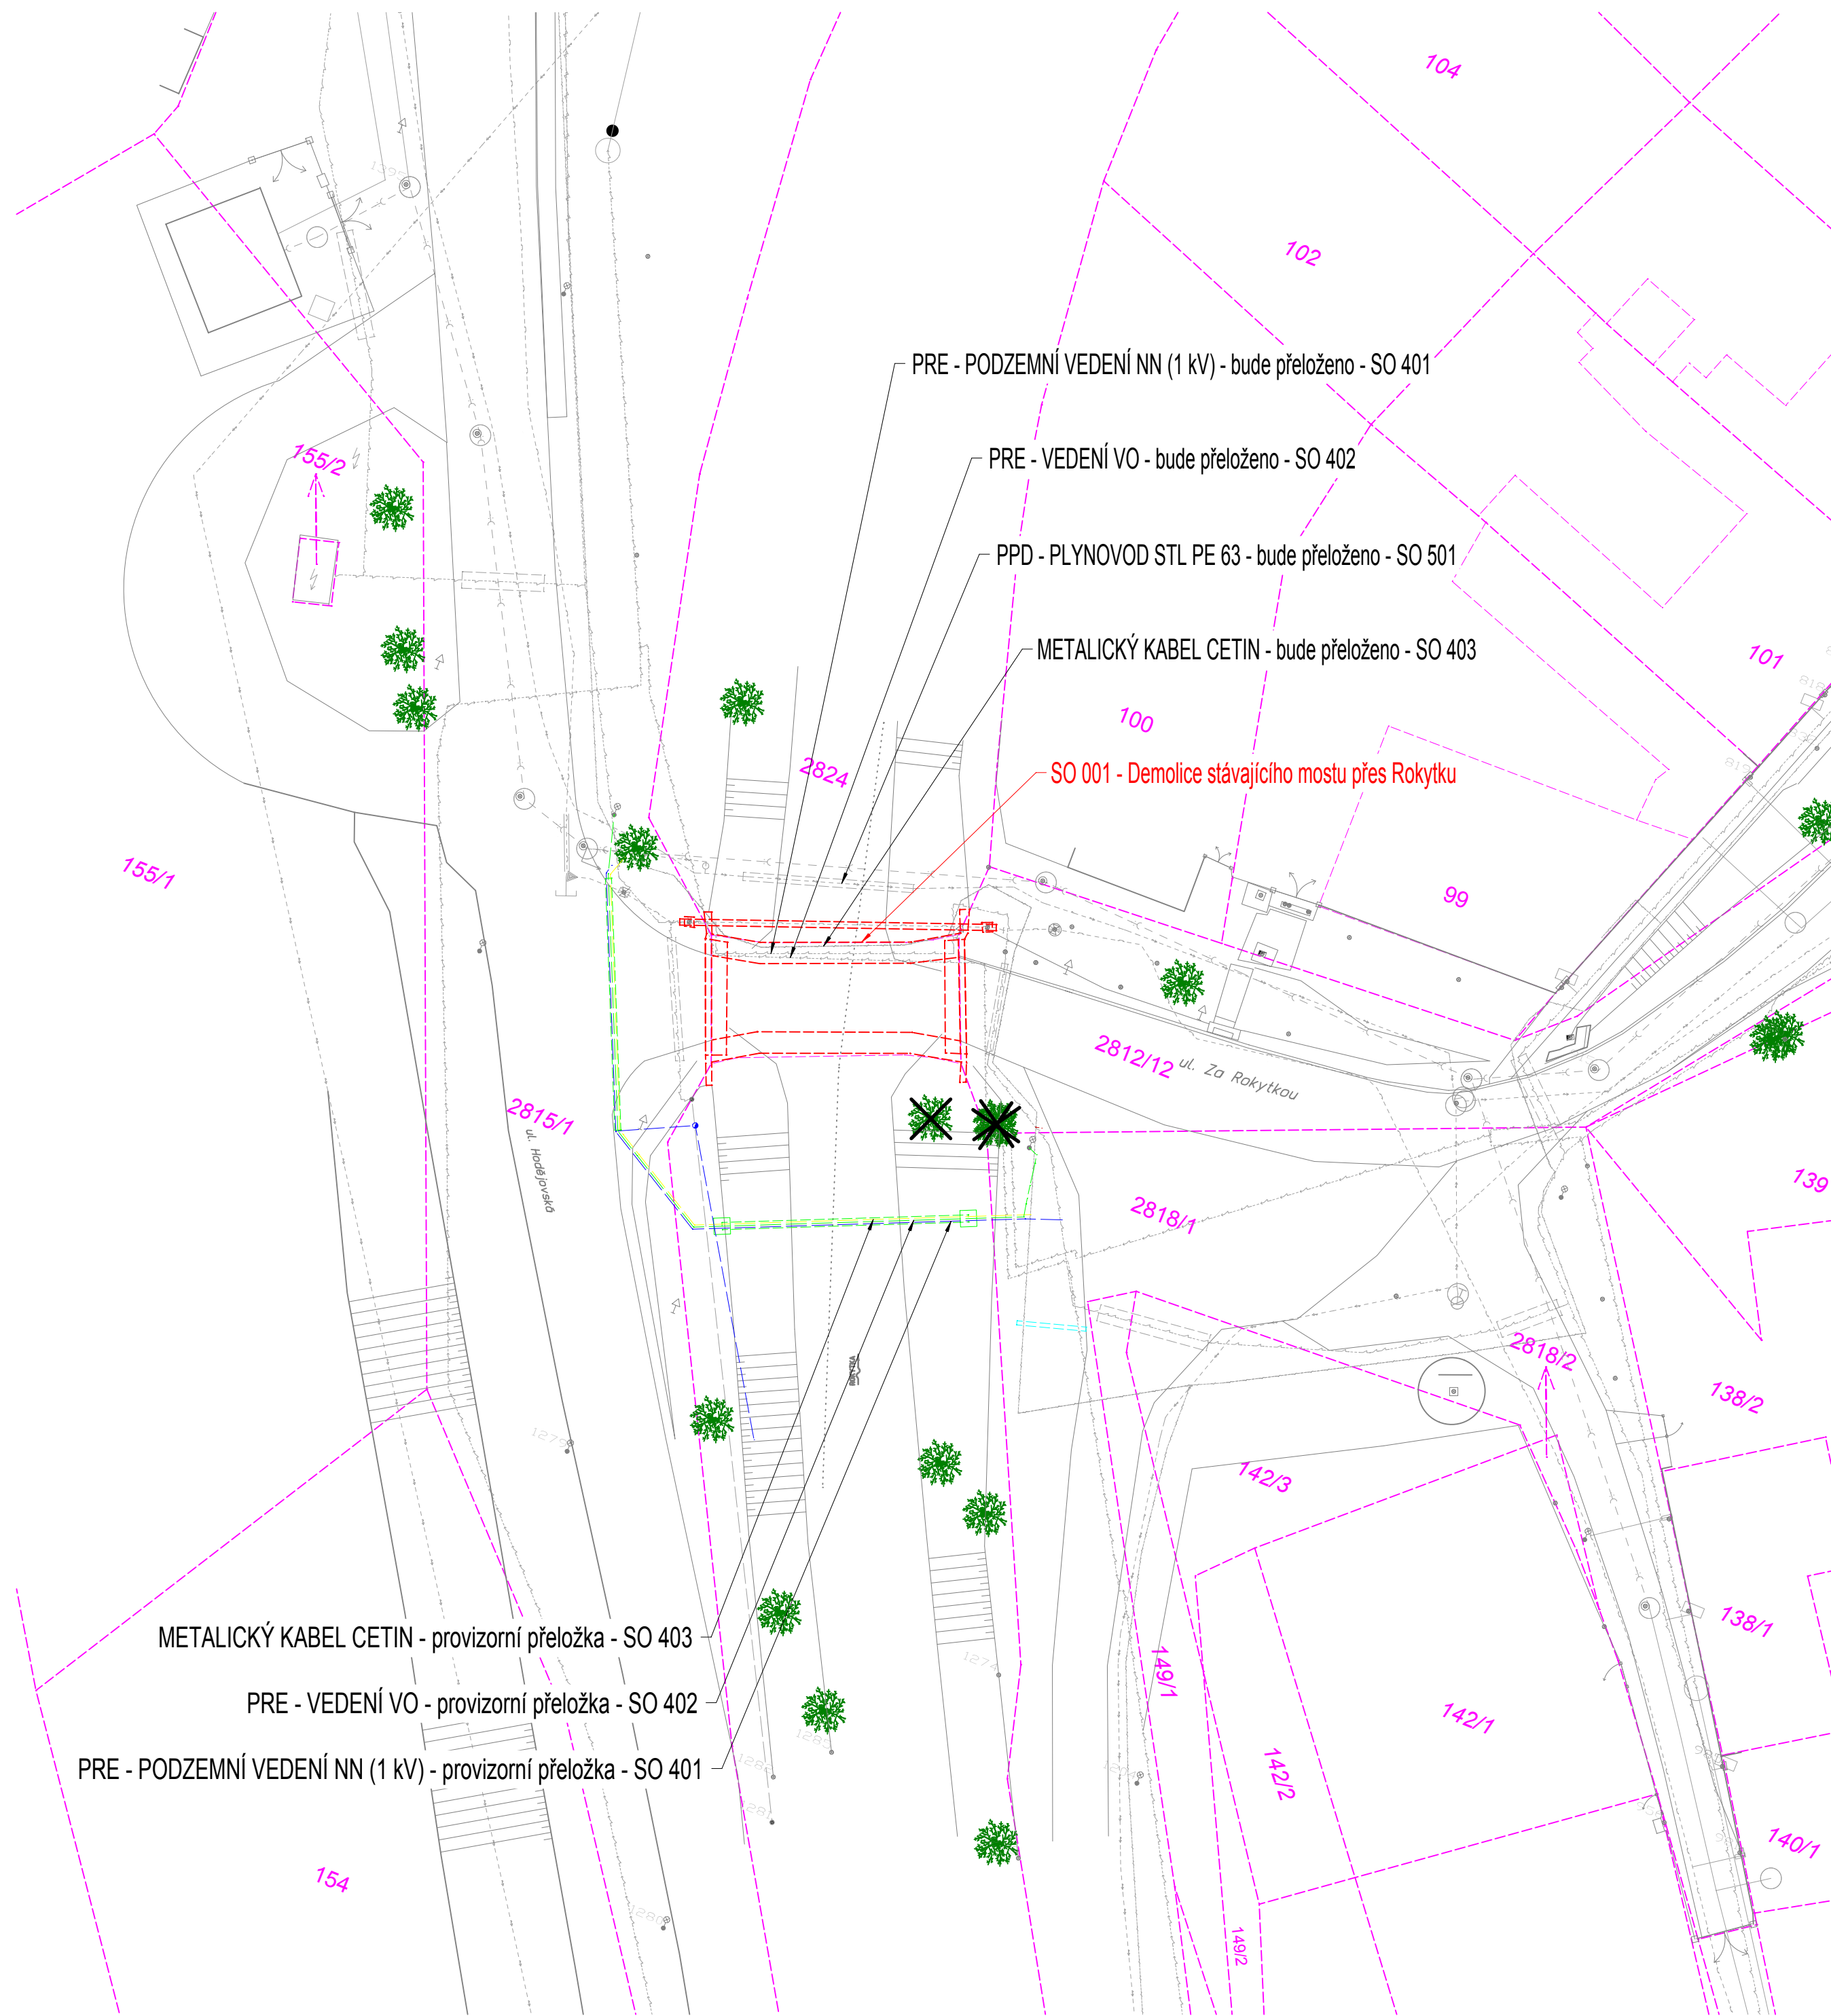 104
102
PRE - PODZEMNÍ VEDENÍ NN (1 kV) - bude přeloženo - SO 401
155/2
PRE - VEDENÍ VO - bude přeloženo - SO 402
PPD - PLYNOVOD STL PE 63 - bude přeloženo - SO 501
METALICKÝ KABEL CETIN - bude přeloženo - SO 403
101
100
2824
SO 001 - Demolice stávajícího mostu přes Rokytku
155/1
99
2812/12
ul. Za Rokytkou
2815/1
ul. Hodějovská
139
2818/1
ROKYTKA
2818/2
138/2
1279
142/3
138/1
METALICKÝ KABEL CETIN - provizorní přeložka - SO 403
1274
149/1
PRE - VEDENÍ VO - provizorní přeložka - SO 402
142/1
PRE - PODZEMNÍ VEDENÍ NN (1 kV) - provizorní přeložka - SO 401
142/2
140/1
154
1280
149/2